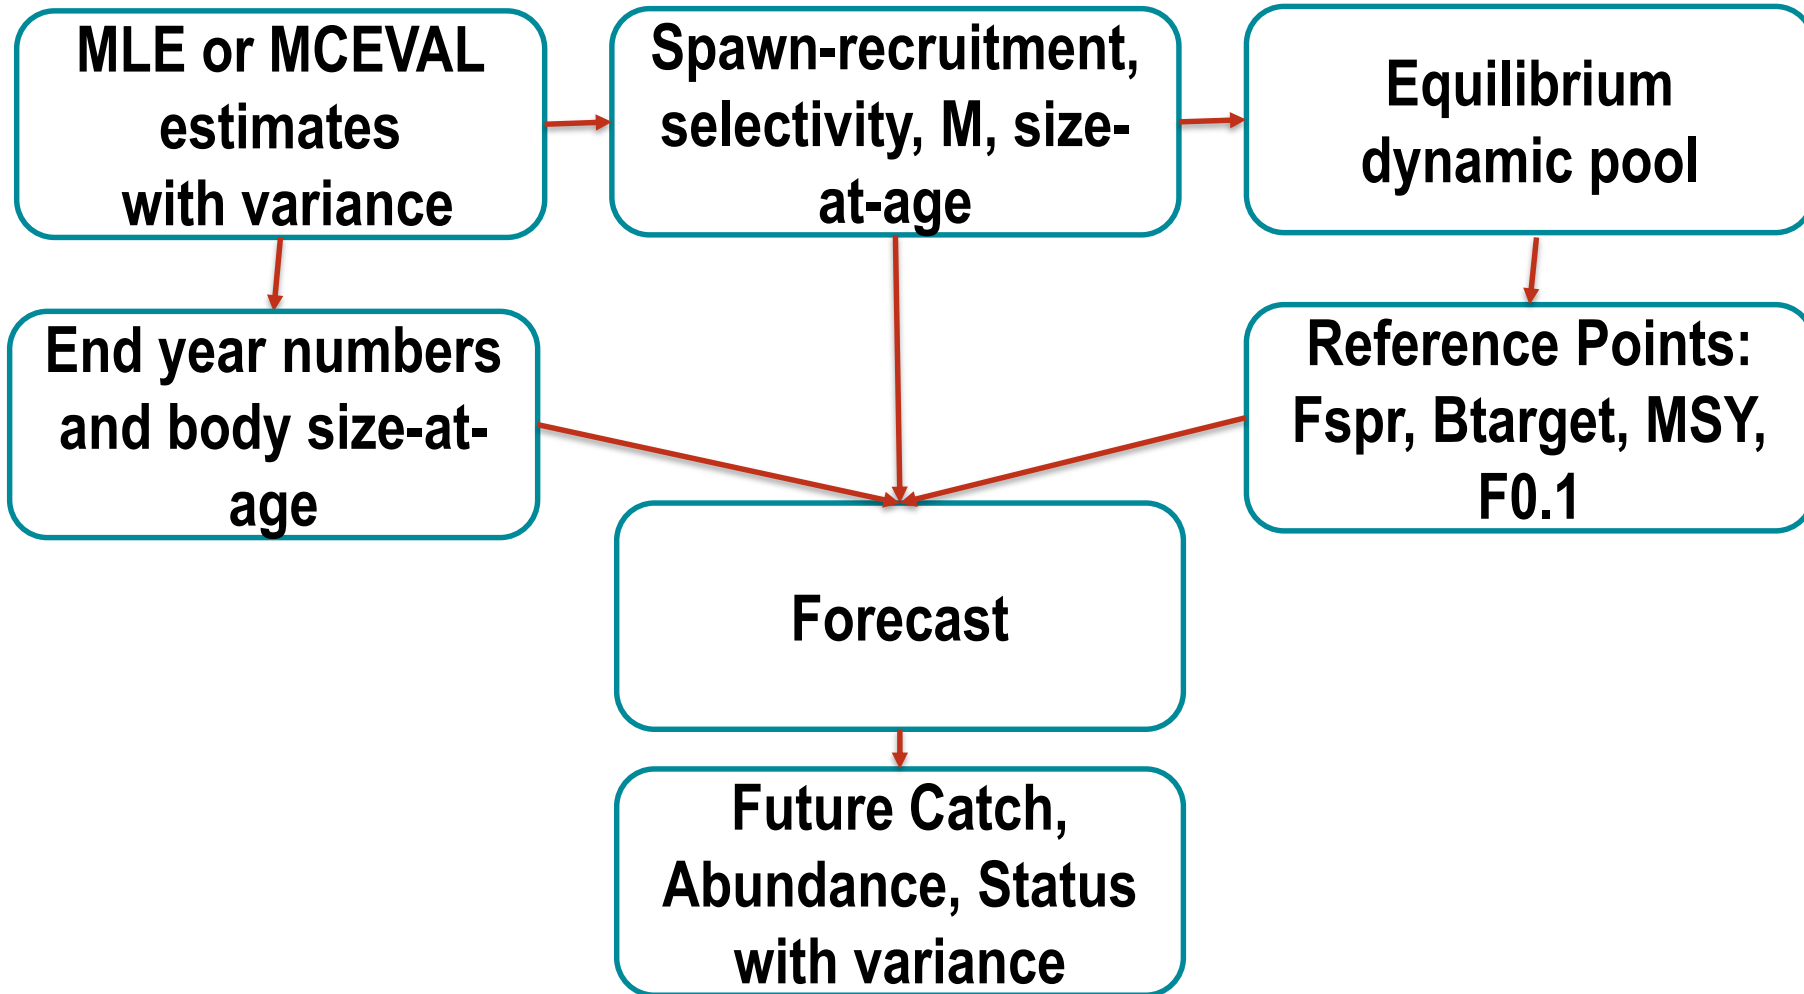 MLE or MCEVAL
estimates
with variance
Spawn-recruitment,
selectivity, M, size-
at-age
Equilibrium
dynamic pool
End year numbers
and body size-at-
age
Reference Points:
Fspr, Btarget, MSY,
F0.1
Forecast
Future Catch,
Abundance, Status
with variance